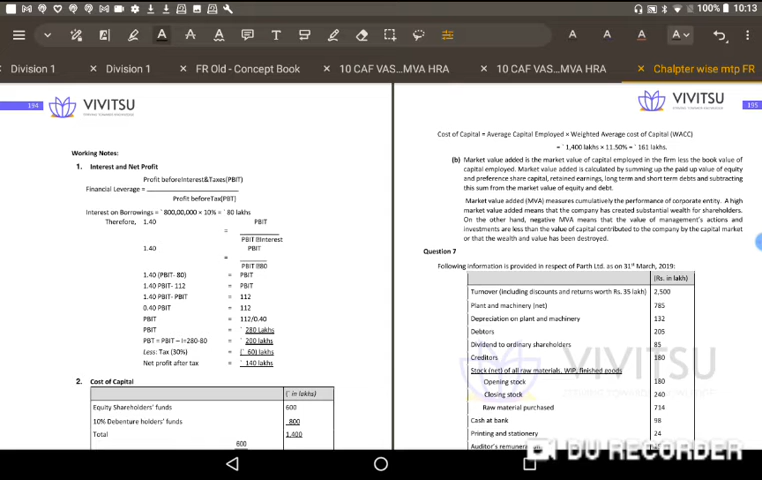 100% 10:13
Division 1
× Division 1
× FR Old - Concept Book
× 10 CAF VAS...MVA HRA
× 10 CAF VAS...MVA HRA
× Chalpter wise mtp FR
194 VIVITSU
Working Notes:
1. Interest and Net Profit
Profit beforeInterest&Taxes(PBIT)
Financial Leverage =
Profit beforeTax(PBT)
Interest on Borrowings = ` 800,00,000 × 10% = ` 80 lakhs
Therefore, 1.40 PBIT
=
PBIT Interest
1.40 PBIT
=
PBIT 80
1.40 (PBIT- 80) = PBIT
1.40 PBIT- 112 = PBIT
1.40 PBIT- PBIT = 112
0.40 PBIT = 112
PBIT = 112/0.40
PBIT = ` 280 lakhs
PBT = PBIT – I=280-80 = ` 200 lakhs
Less: Tax (30%) = (` 60) lakhs
Net profit after tax = ` 140 lakhs
2. Cost of Capital
(` in lakhs)
Equity Shareholders' funds 600
10% Debenture holders' funds 800
Total 1,400
600
VIVITSU 195
Cost of Capital = Average Capital Employed × Weighted Average cost of Capital (WACC)
= ` 1,400 lakhs × 11.50% = ` 161 lakhs.
(b) Market value added is the market value of capital employed in the firm less the book value of
capital employed. Market value added is calculated by summing up the paid up value of equity
and preference share capital, retained earnings, long term and short term debts and subtracting
this sum from the market value of equity and debt.
Market value added (MVA) measures cumulatively the performance of corporate entity. A high
market value added means that the company has created substantial wealth for shareholders.
On the other hand, negative MVA means that the value of management's actions and
investments are less than the value of capital contributed to the company by the capital market
or that the wealth and value has been destroyed.
Question 7
Following information is provided in respect of Parth Ltd. as on 31st March, 2019:
(Rs. in lakh)
Turnover (including discounts and returns worth Rs. 35 lakh) 2,500
Plant and machinery (net) 785
Depreciation on plant and machinery 132
Debtors 205
Dividend to ordinary shareholders 85
Creditors 180
Stock (net) of all raw materials, WIP, finished goods
Opening stock 180
Closing stock 240
Raw material purchased 714
Cash at bank 98
Printing and stationery 24
Auditor's remuneration
VIVITSU
DU RECORDER